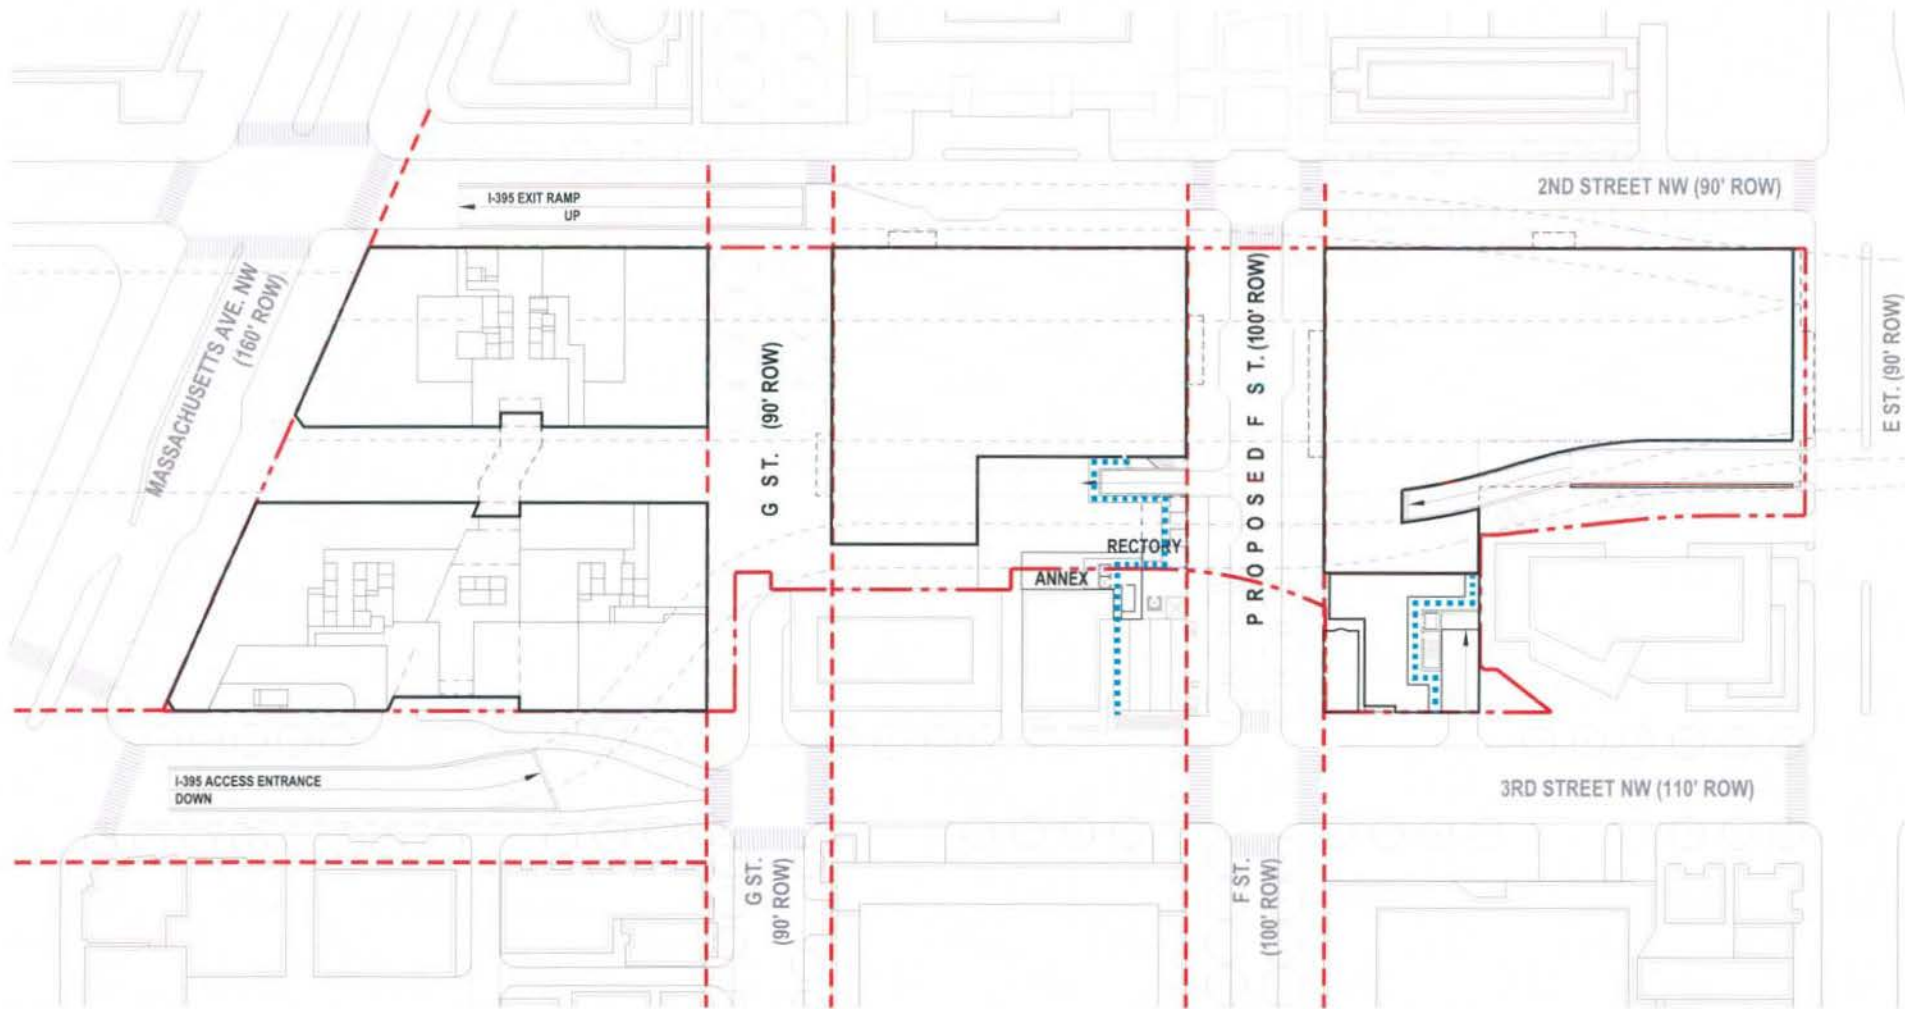 I-395 EXIT RAMP
UP
2ND STREET NW (90' ROW)
MASSACHUSETTS AVE. NW
(160' ROW)
G ST. (90' ROW)
PROPOSED F ST. (100' ROW)
E ST. (90' ROW)
RECTORY
ANNEX
I-395 ACCESS ENTRANCE
DOWN
3RD STREET NW (110' ROW)
G ST.
(90' ROW)
F ST.
(100' ROW)